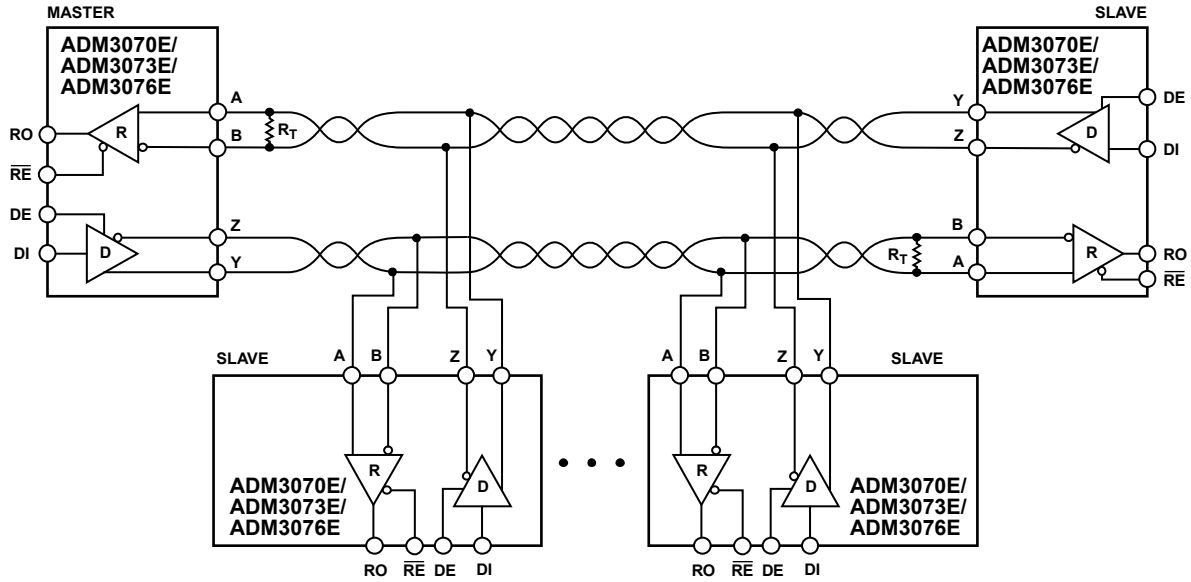 MASTER
SLAVE
ADM3070E/
ADM3073E/
ADM3076E
ADM3070E/
ADM3073E/
ADM3076E
A
Y
DE
RO
R
B
RT
Z
D
DI
RE
DE
Z
B
DI
D
Y
RT
A
R
RO
RE
SLAVE
A
B
Z
Y
A
B
Z
Y
SLAVE
R
D
R
D
ADM3070E/
ADM3073E/
ADM3076E
• • •
ADM3070E/
ADM3073E/
ADM3076E
RO
RE
DE
DI
RO
RE
DE
DI